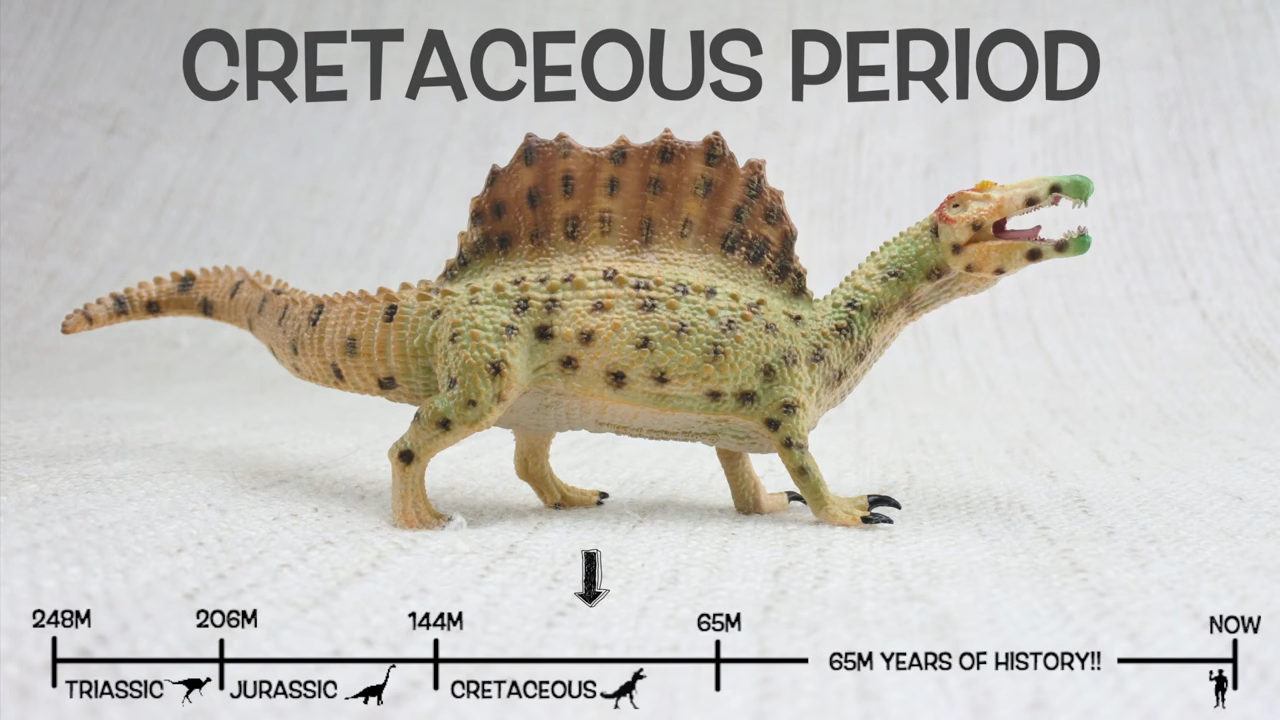 CRETACEOUS PERIOD
248M 206M 144M 65M NOW
65M YEARS OF HISTORY!!
TRIASSIC JURASSIC CRETACEOUS